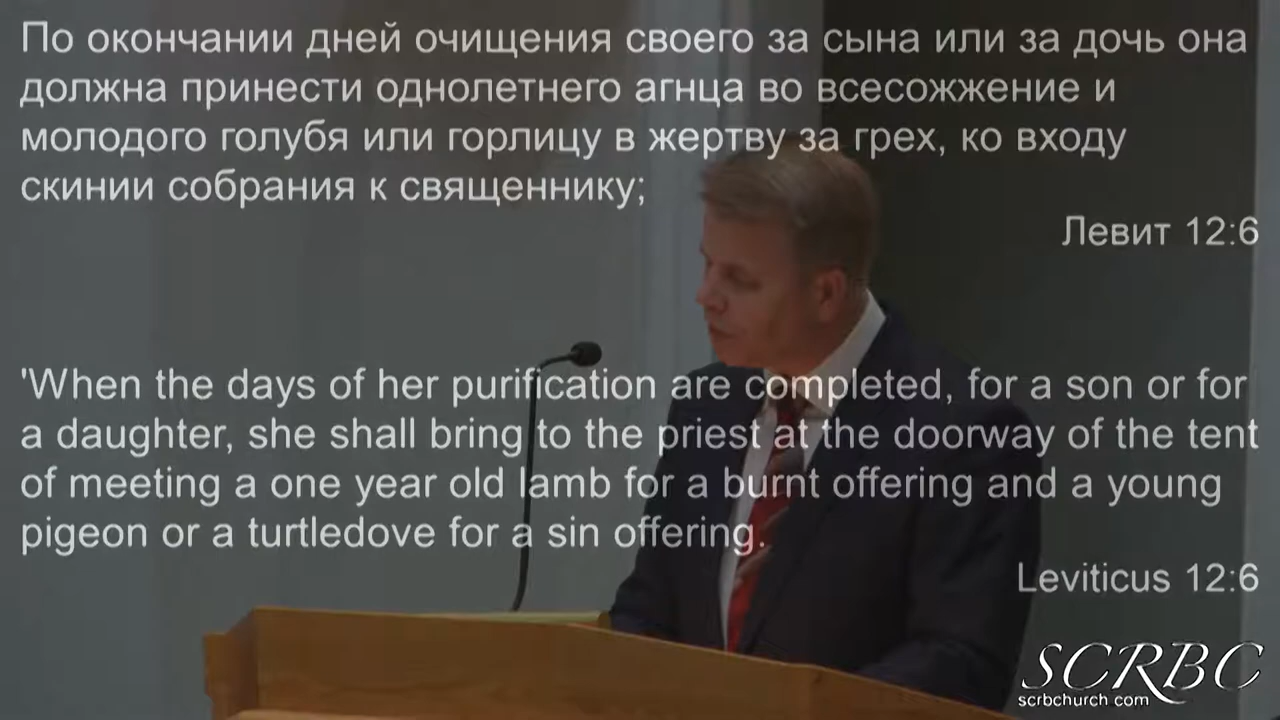 По окончании дней очищения своего за сына или за дочь она
должна принести однолетнего агнца во всесожжение и
молодого голубя или горлицу в жертву за грех, ко входу
скинии собрания к священнику;
Левит 12:6
'When the days of her purification are completed, for a son or for
a daughter, she shall bring to the priest at the doorway of the tent
of meeting a one year old lamb for a burnt offering and a young
pigeon or a turtledove for a sin offering.
Leviticus 12:6
SCRBC
scrbchurch.com